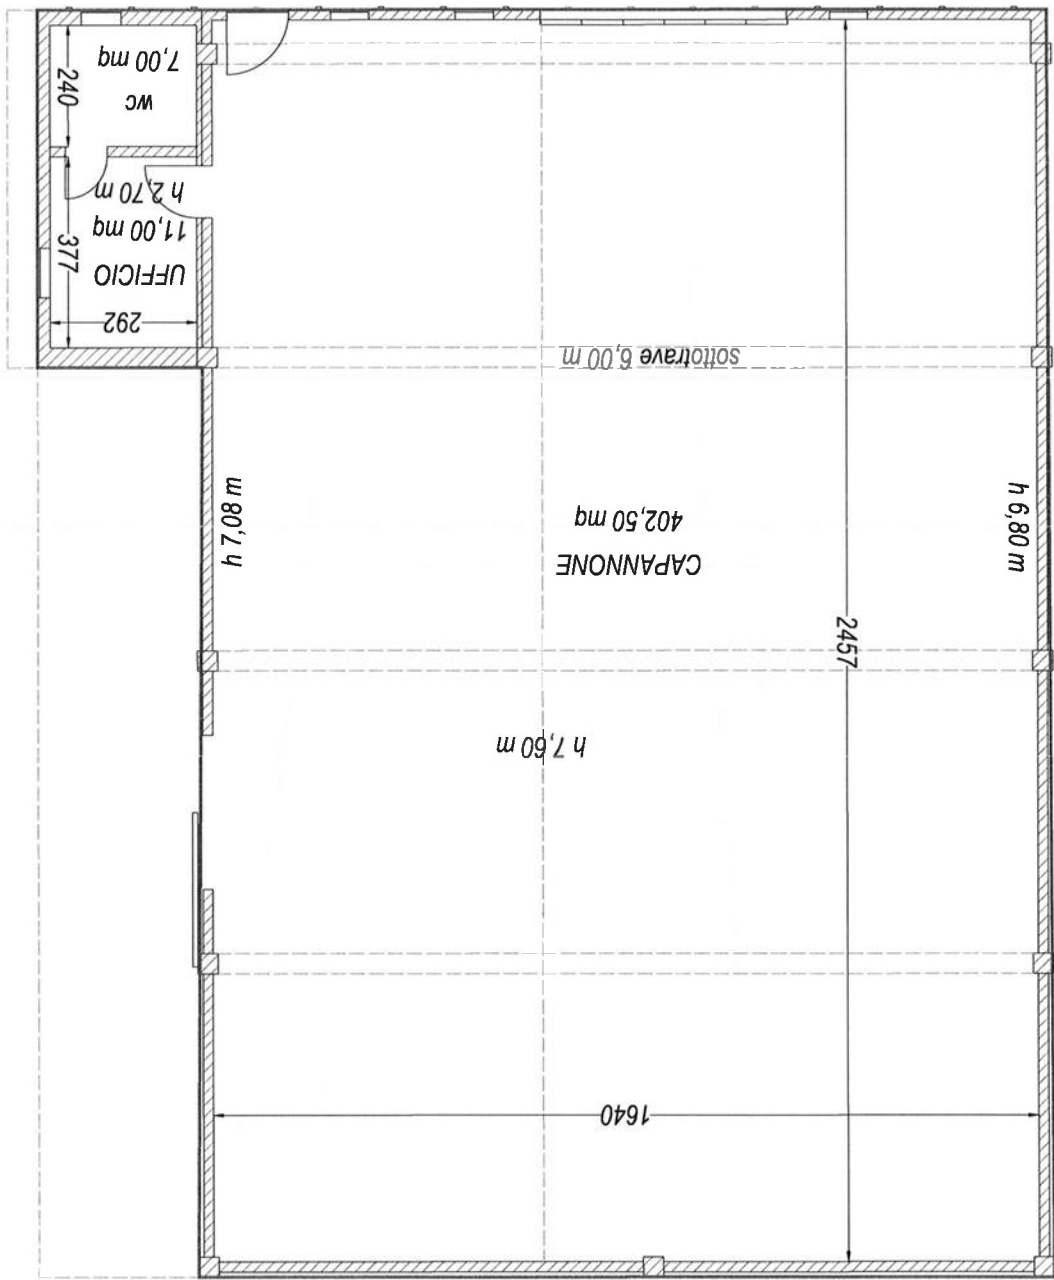 1640
h 7,60 m
2457
CAPANNONE
402,50 mq
h 6,80 m
h 7,08 m
sottotrave 6,00 m
292
UFFICIO
11,00 mq
h 2,70 m
377
wc
7,00 mq
240